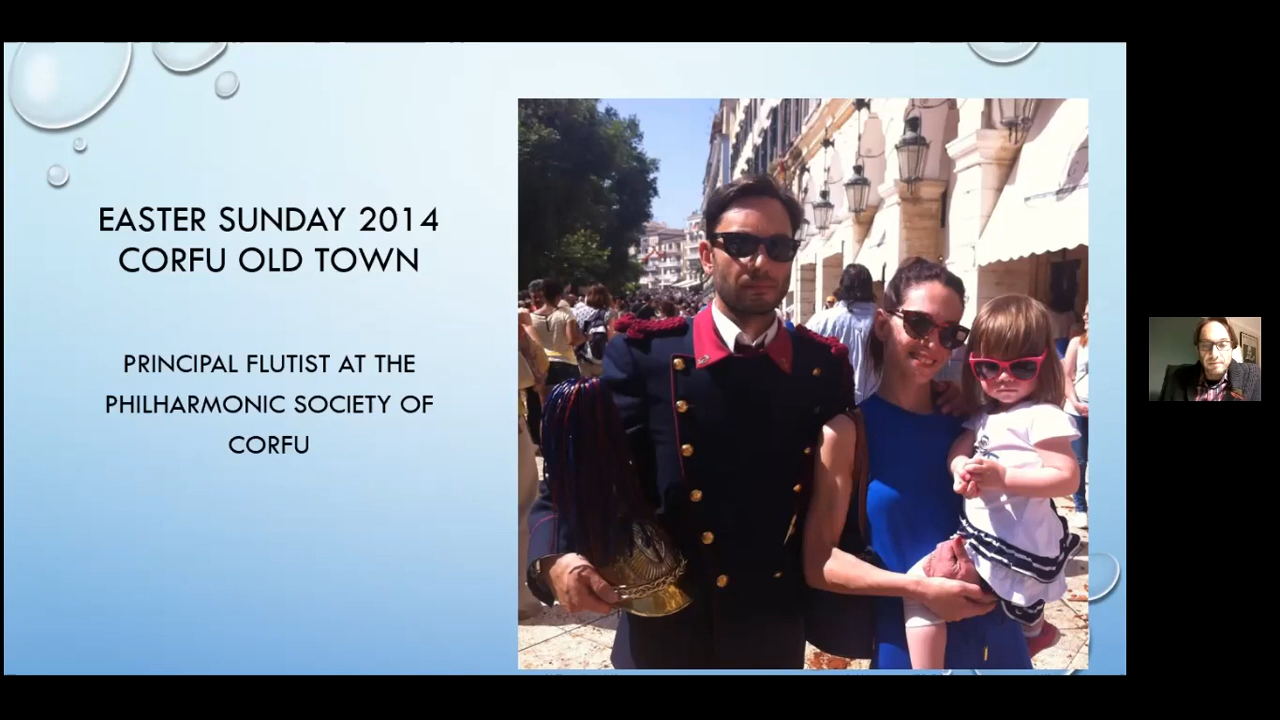 EASTER SUNDAY 2014
CORFU OLD TOWN
PRINCIPAL FLUTIST AT THE
PHILHARMONIC SOCIETY OF
CORFU